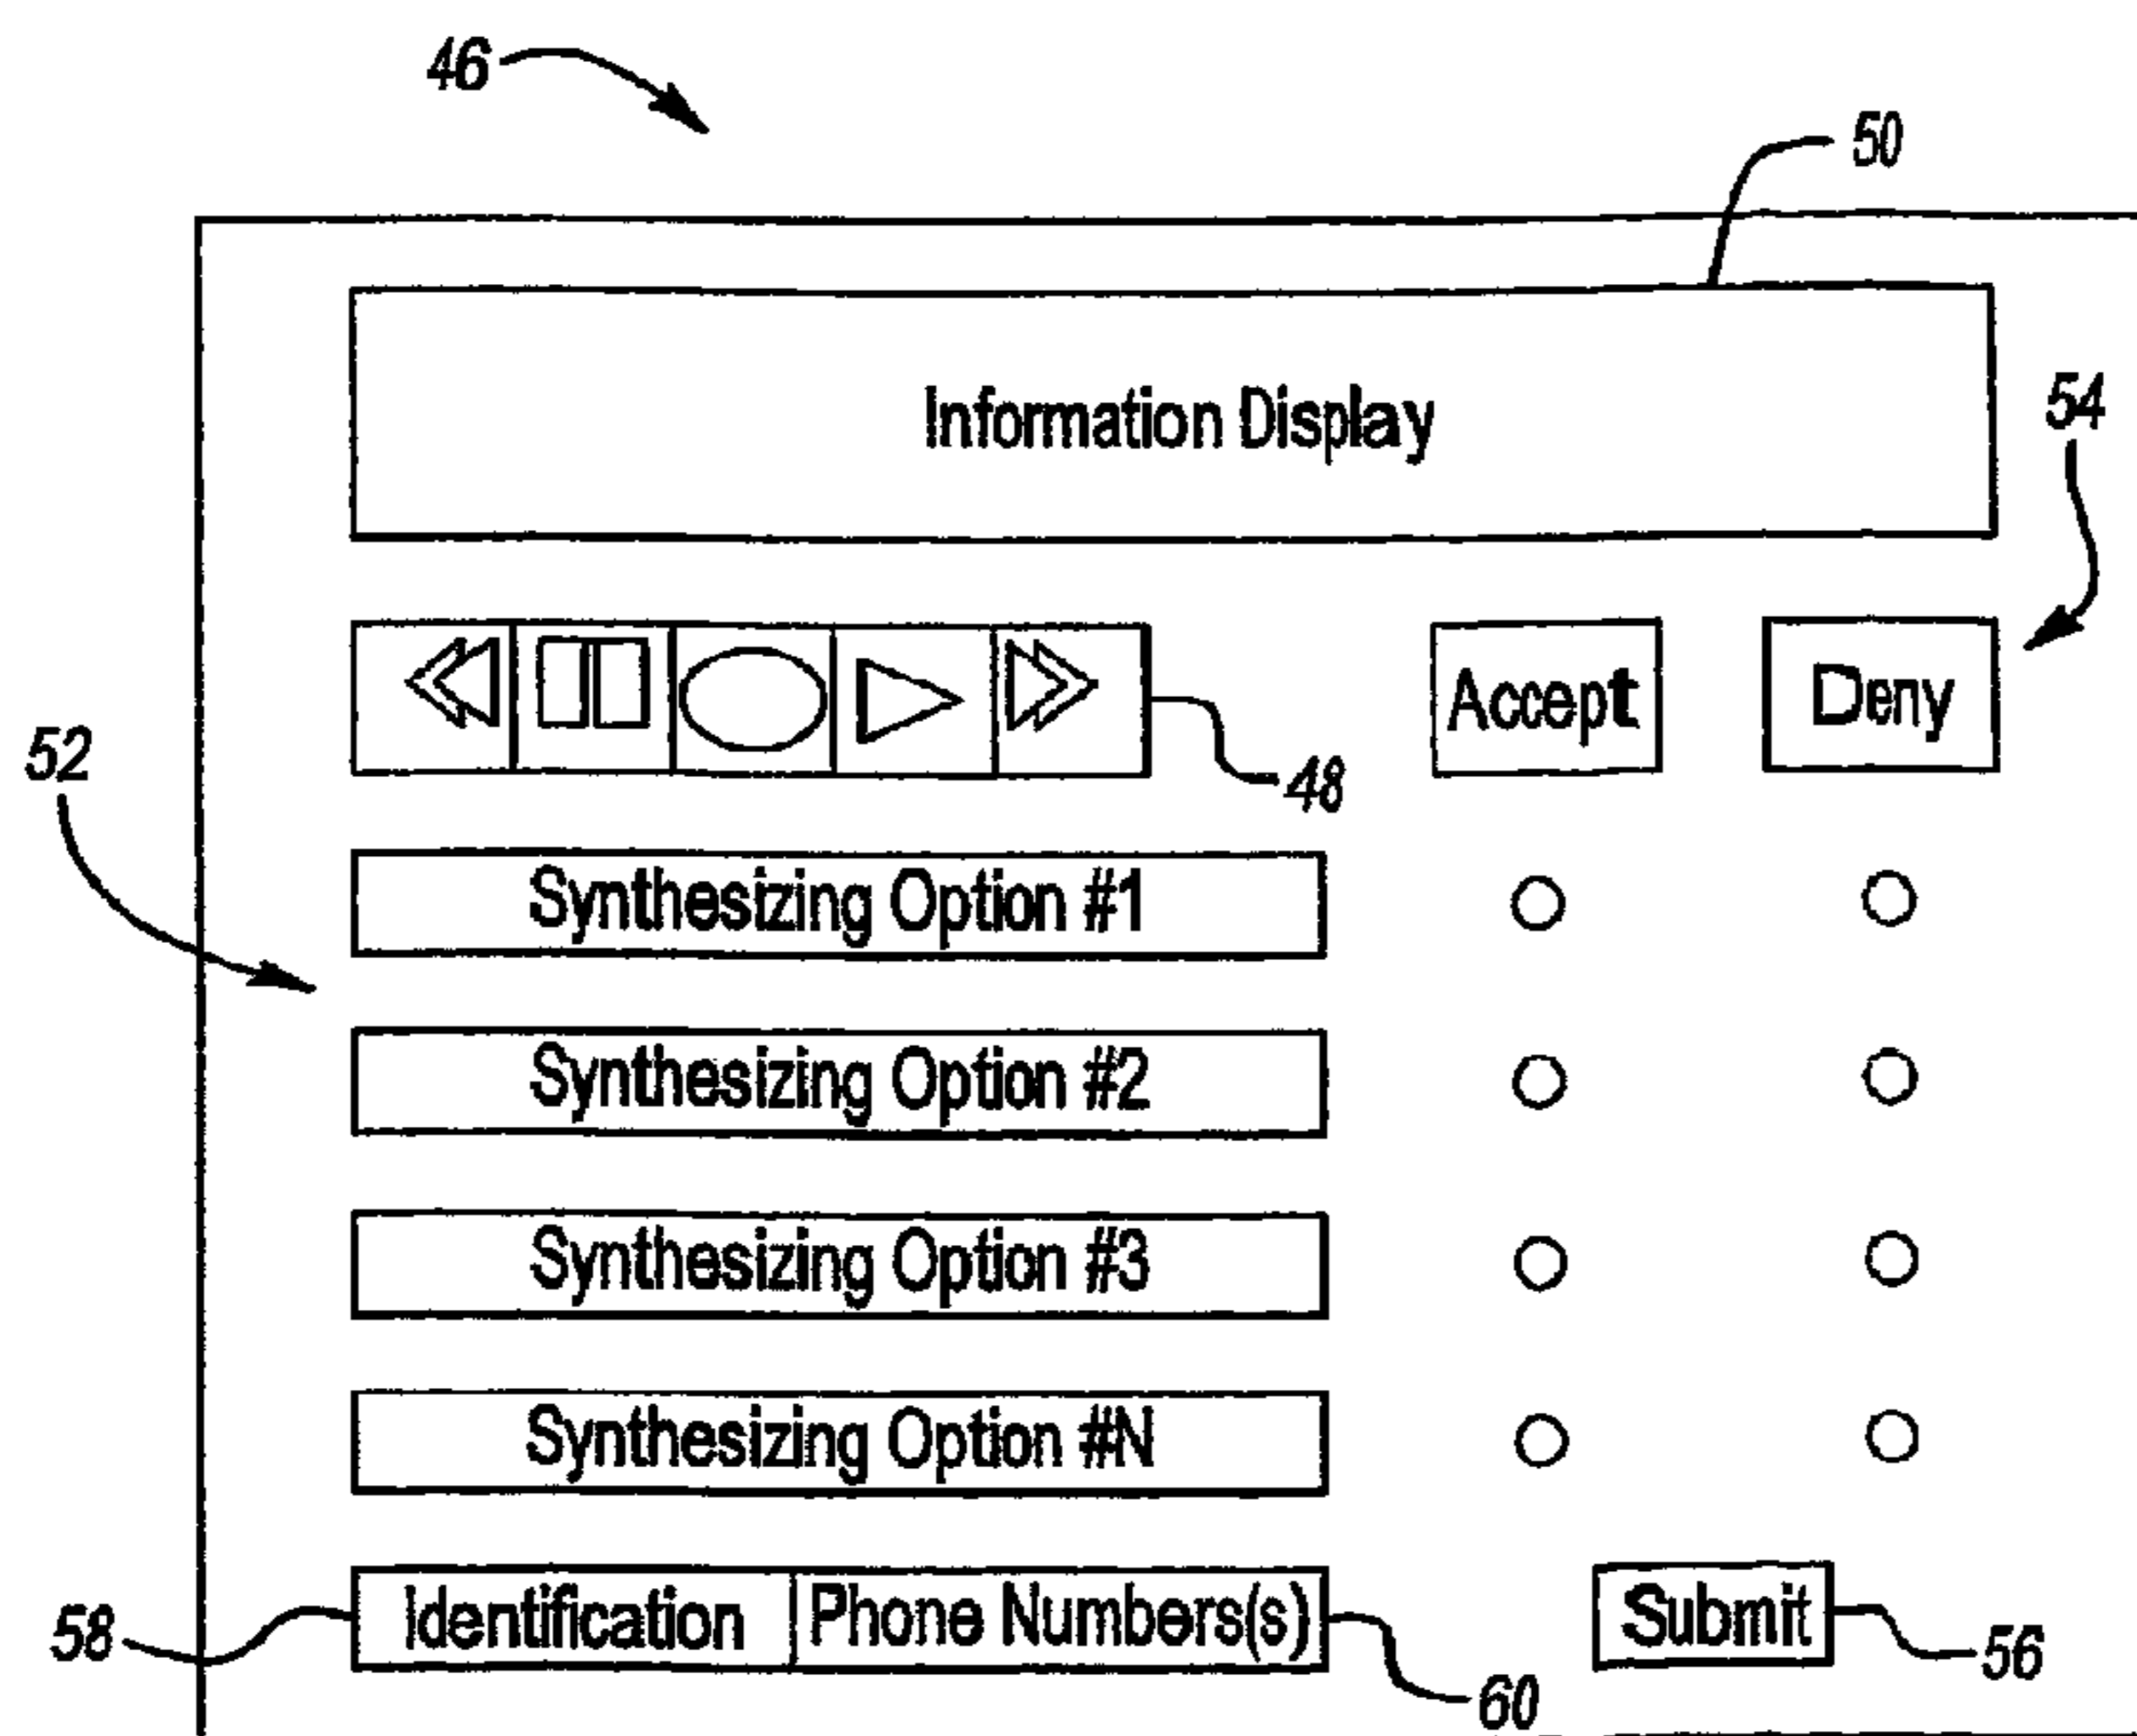 46
50
Information Display
54
Accept Deny
52
48
Synthesizing Option #1
Synthesizing Option #2
Synthesizing Option #3
Synthesizing Option #N
Identification Phone Numbers(s) Submit
58
56
60